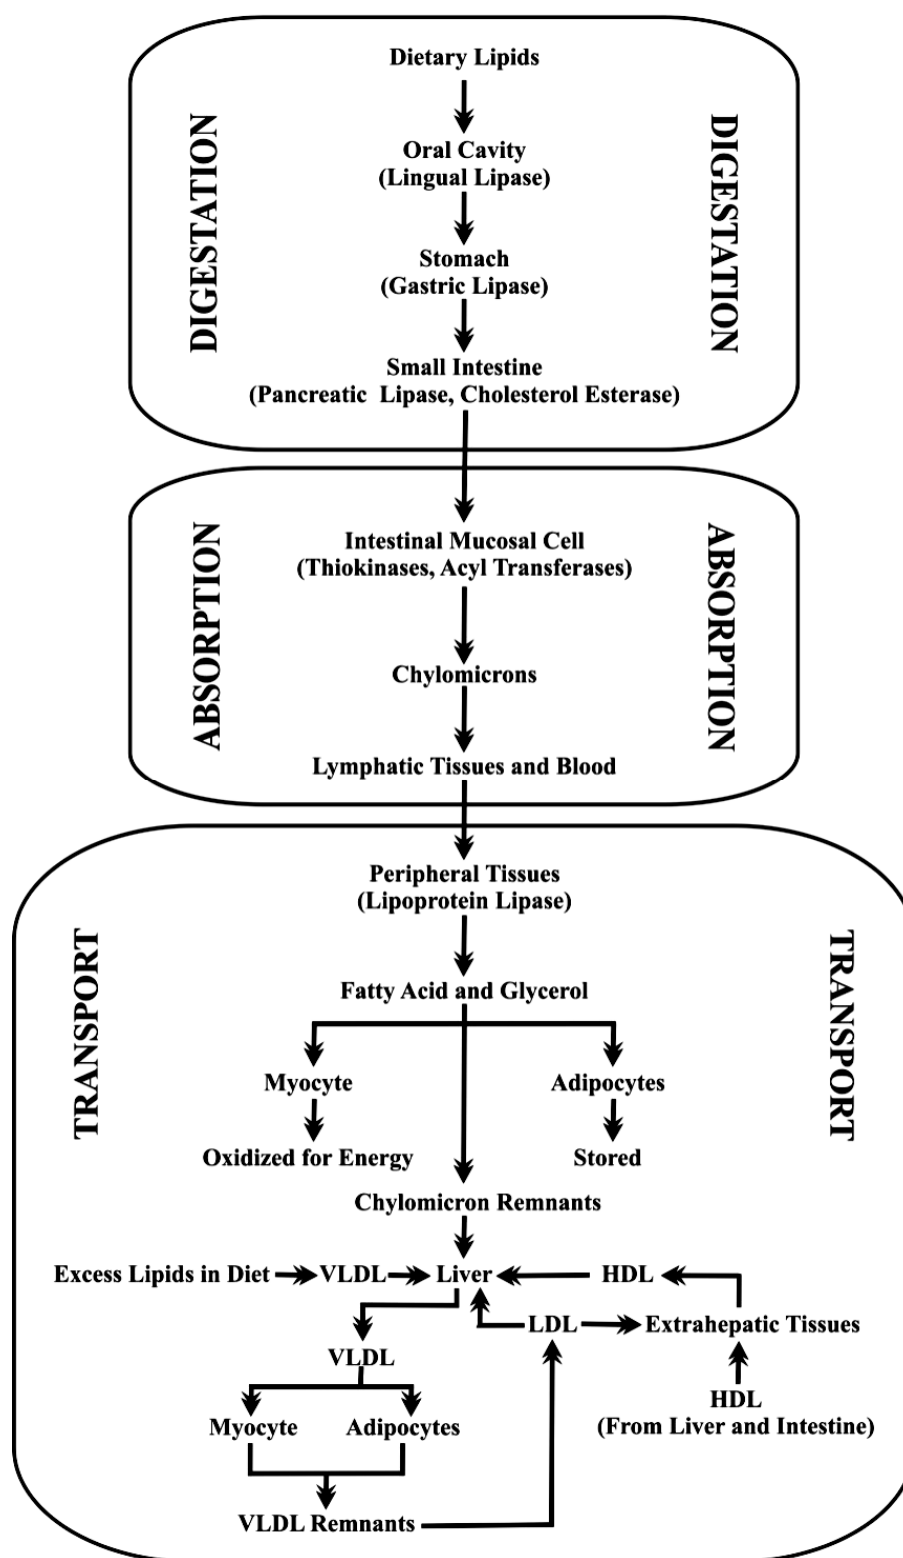 Dietary Lipids
DIGESTATION
DIGESTATION
Oral Cavity
(Lingual Lipase)
Stomach
(Gastric Lipase)
Small Intestine
(Pancreatic Lipase, Cholesterol Esterase)
ABSORPTION
ABSORPTION
Intestinal Mucosal Cell
(Thiokinases, Acyl Transferases)
Chylomicrons
Lymphatic Tissues and Blood
TRANSPORT
TRANSPORT
Peripheral Tissues
(Lipoprotein Lipase)
Fatty Acid and Glycerol
Myocyte
Adipocytes
Oxidized for Energy
Stored
Chylomicron Remnants
Excess Lipids in Diet
VLDL
Liver
HDL
LDL
Extrahepatic Tissues
VLDL
HDL
(From Liver and Intestine)
Myocyte
Adipocytes
VLDL Remnants